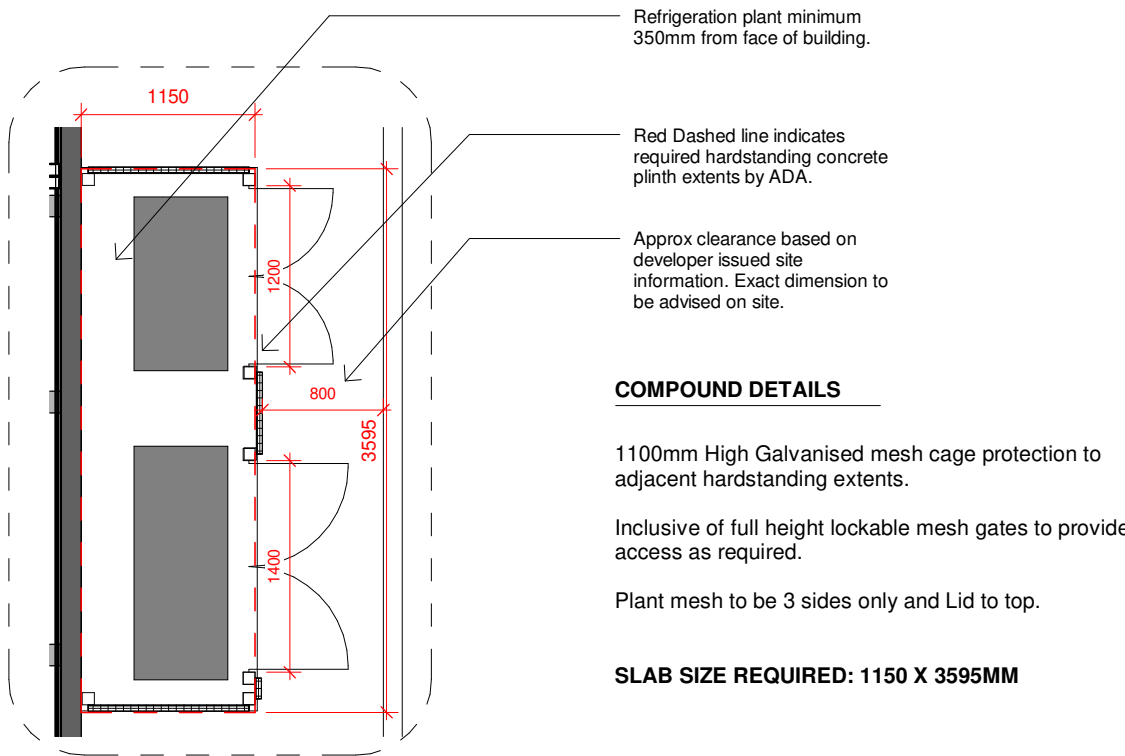 Refrigeration plant minimum
350mm from face of building.
1150
Red Dashed line indicates
required hardstanding concrete
plinth extents by ADA.
Approx clearance based on
developer issued site
information. Exact dimension to
be advised on site.
1200
800
3595
1400
COMPOUND DETAILS
1100mm High Galvanised mesh cage protection to
adjacent hardstanding extents.
Inclusive of full height lockable mesh gates to provide
access as required.
Plant mesh to be 3 sides only and Lid to top.
SLAB SIZE REQUIRED: 1150 X 3595MM